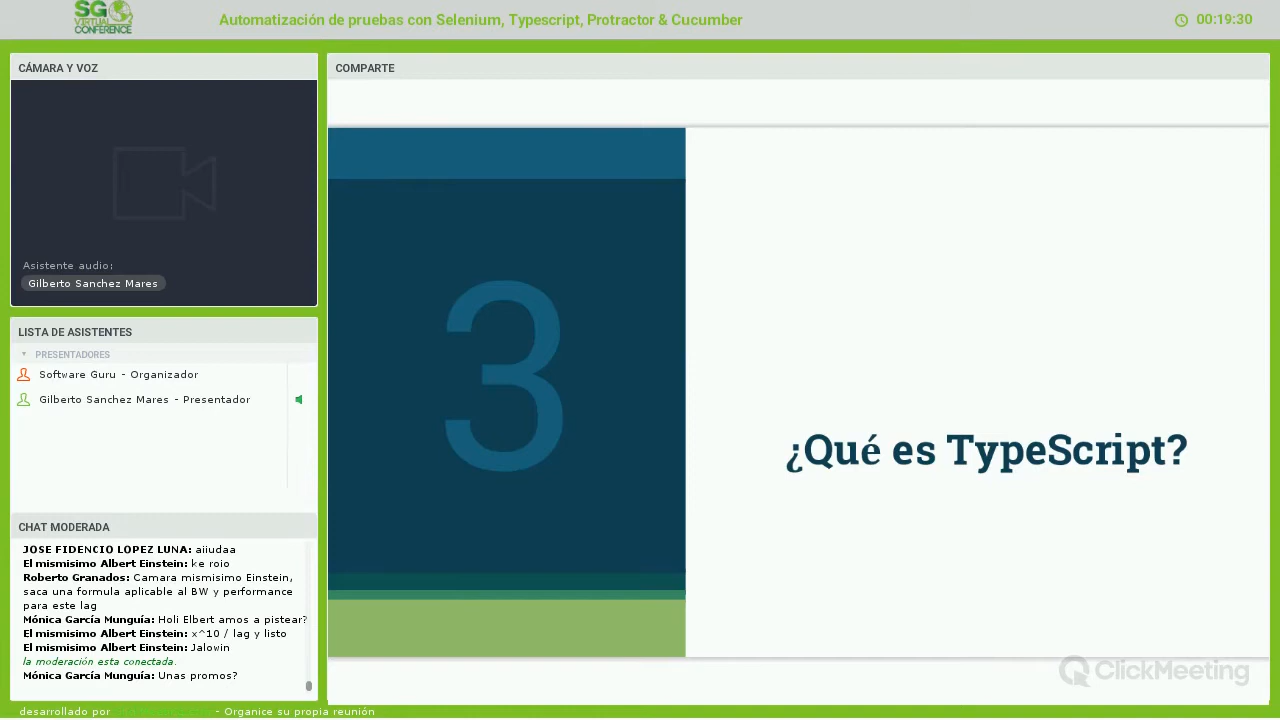 SG
VIRTUAL
CONFERENCE
Automatización de pruebas con Selenium, Typescript, Protractor & Cucumber
00:19:30
CÁMARA Y VOZ
Asistente audio:
Gilberto Sanchez Mares
LISTA DE ASISTENTES
PRESENTADORES
Software Guru - Organizador
Gilberto Sanchez Mares - Presentador
CHAT MODERADA
JOSE FIDENCIO LOPEZ LUNA: aiiudaa
El mismisimo Albert Einstein: ke roio
Roberto Granados: Camara mismisimo Einstein,
saca una formula aplicable al BW y performance
para este lag
Mónica García Munguía: Holi Elbert amos a pistear?
El mismisimo Albert Einstein: x^10 / lag y listo
El mismisimo Albert Einstein: Jalowin
la moderación esta conectada.
Mónica García Munguía: Unas promos?
COMPARTE
3
¿Qué es TypeScript?
ClickMeeting
desarrollado por - Organice su propia reunión